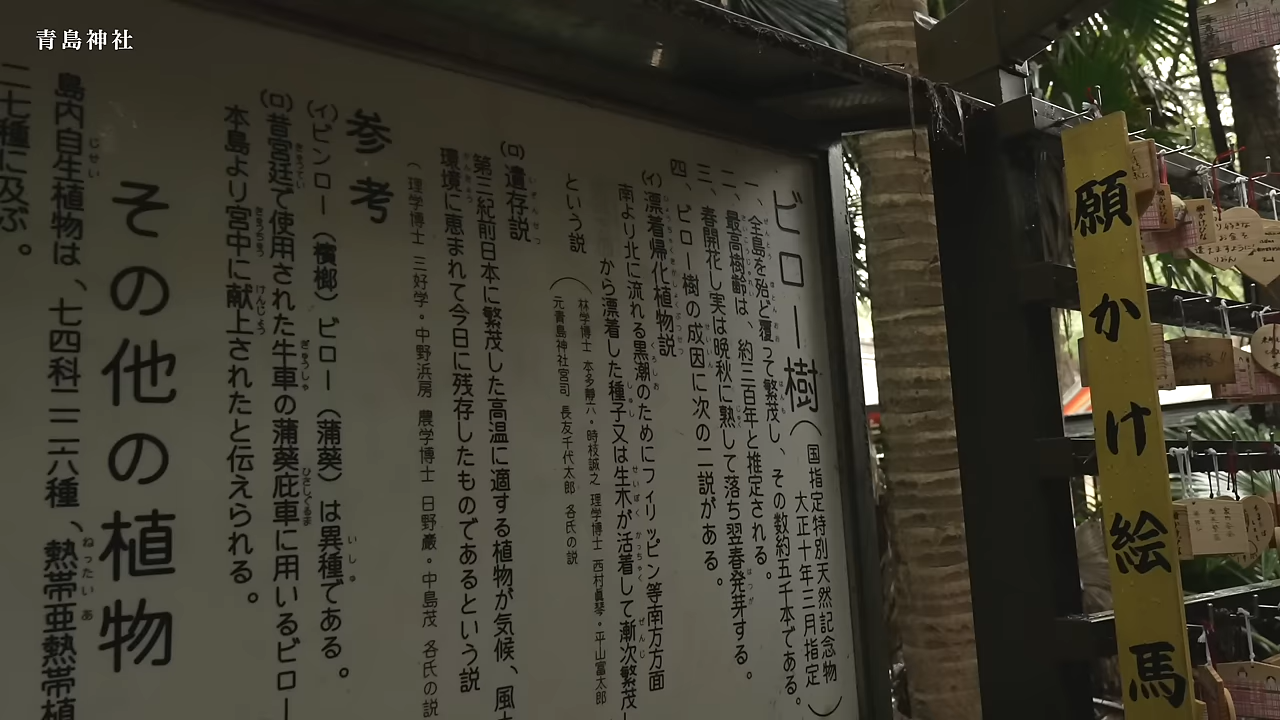 青島神社
ビロー樹
（国指定特別天然記念物
大正十年三月指定）
一、全島を殆ど覆って繁茂し、その数約五千本である。
二、最高樹齢は、約三百年と推定される。
三、春開花し実は晩秋に熟して落ち翌春発芽する。
四、ビロー樹の成因に次の二説がある。
(イ)漂着帰化植物説
南より北に流れる黒潮のためにフィリッピン等南方方面
から漂着した種子又は生木が活着して漸次繁茂し
という説
（林学博士 本多静六・時枝誠之 理学博士 西村眞琴・平山富太郎
元青島神社宮司 長友千代太郎 各氏の説
(ロ)遺存説
第三紀前日本に繁茂した高温に適する植物が気候、風土
環境に恵まれて今日に残存したものであるという説
（理学博士 三好学・中野浜房 農学博士 日野巌・中島茂 各氏の説
参考
(イ)ビンロー（檳榔）ビロー（蒲葵）は異種である。
(ロ)昔宮廷で使用された牛車の蒲葵庇車に用いるビロー
本島より宮中に献上されたと伝えられる。
その他の植物
島内自生植物は、七四科二二六種、熱帯亜熱帯植
二七種に及ぶ。
願かけ絵馬